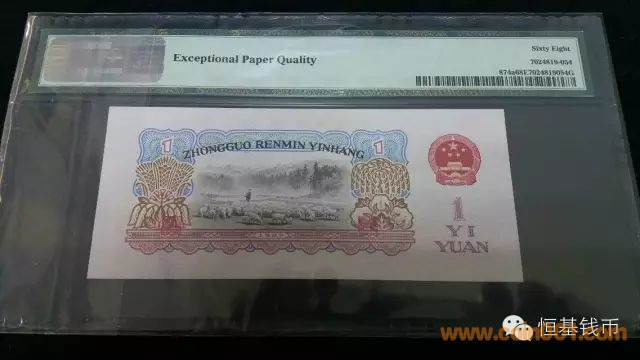 Exceptional Paper Quality
Sixty Eight
7024819-054
874a68E7024819054G
1
1
ZHONGGUO RENMIN YINHANG
1
YI
YUAN
恒基钱币